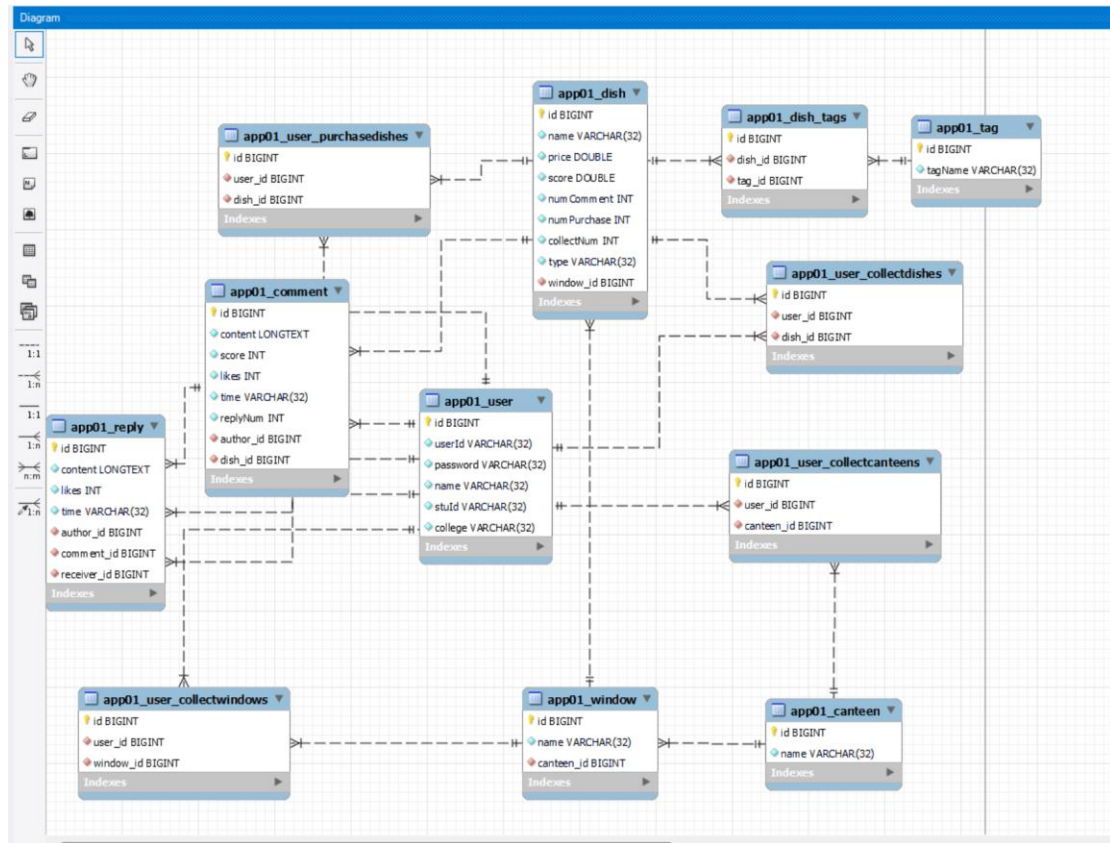 Diagram
1:1
1:n
1:1
1:n
n:m
1:n
app01_dish
id BIGINT
name VARCHAR(32)
price DOUBLE
score DOUBLE
numComment INT
numPurchase INT
collectNum INT
type VARCHAR(32)
window_id BIGINT
Indexes
app01_dish_tags
id BIGINT
dish_id BIGINT
tag_id BIGINT
Indexes
app01_tag
id BIGINT
tagName VARCHAR(32)
Indexes
app01_user_purchasedishes
id BIGINT
user_id BIGINT
dish_id BIGINT
Indexes
app01_user_collectdishes
id BIGINT
user_id BIGINT
dish_id BIGINT
Indexes
app01_comment
id BIGINT
content LONGTEXT
score INT
likes INT
time VARCHAR(32)
replyNum INT
author_id BIGINT
dish_id BIGINT
Indexes
app01_user
id BIGINT
userId VARCHAR(32)
password VARCHAR(32)
name VARCHAR(32)
stuId VARCHAR(32)
college VARCHAR(32)
Indexes
app01_reply
id BIGINT
content LONGTEXT
likes INT
time VARCHAR(32)
author_id BIGINT
comment_id BIGINT
receiver_id BIGINT
Indexes
app01_user_collectcanteens
id BIGINT
user_id BIGINT
canteen_id BIGINT
Indexes
app01_user_collectwindows
id BIGINT
user_id BIGINT
window_id BIGINT
Indexes
app01_window
id BIGINT
name VARCHAR(32)
canteen_id BIGINT
Indexes
app01_canteen
id BIGINT
name VARCHAR(32)
Indexes